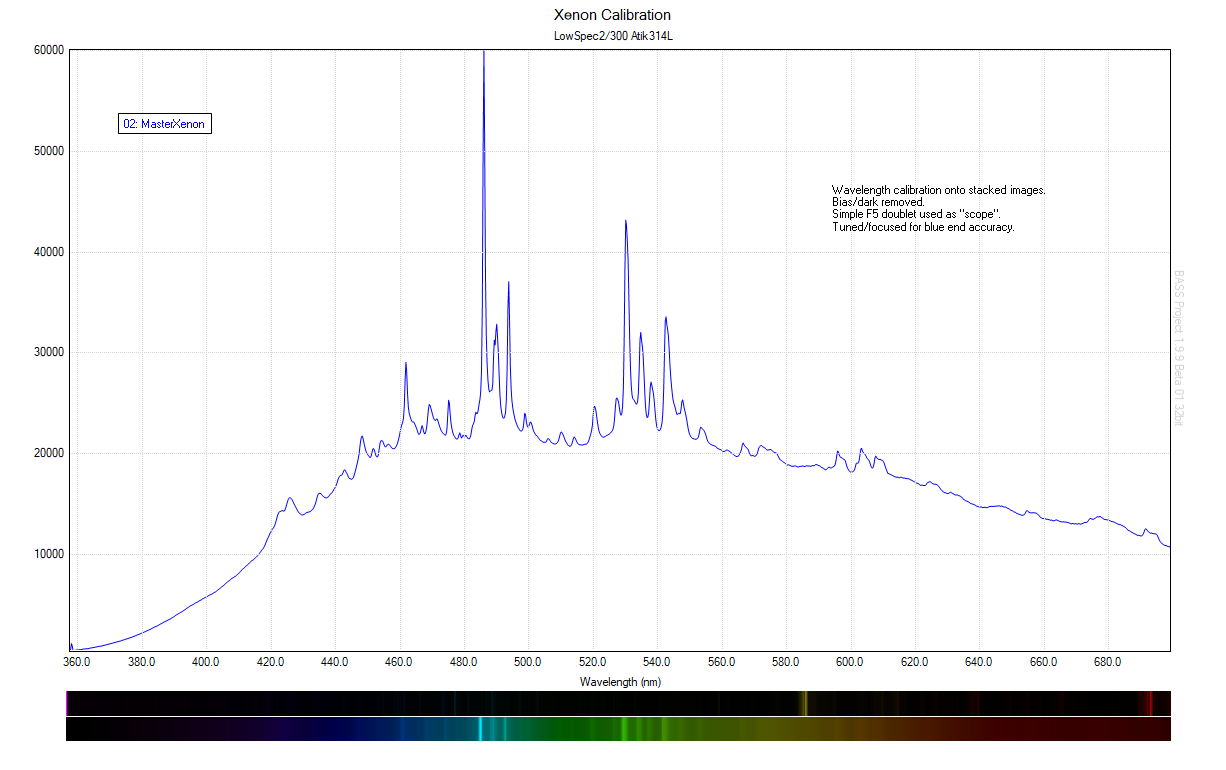 Xenon Calibration
LowSpec2/300 Atik314L
60000
02: MasterXenon
50000
Wavelength calibration onto stacked images.
Bias/dark removed.
Simple F5 doublet used as "scope".
Tuned/focused for blue end accuracy.
40000
BASS Project 1.9.9 Beta 01 32bit
30000
20000
10000
360.0 380.0 400.0 420.0 440.0 460.0 480.0 500.0 520.0 540.0 560.0 580.0 600.0 620.0 640.0 660.0 680.0
Wavelength (nm)